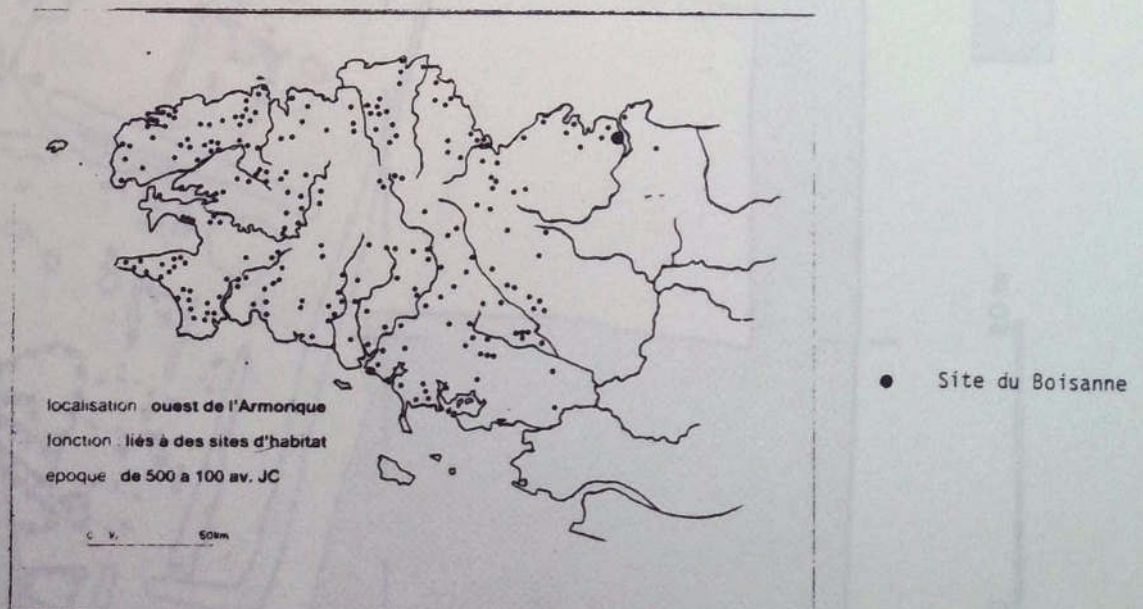 localisation . ouest de l'Armorique
fonction . liés à des sites d'habitat
epoque de 500 a 100 av. JC
50km
● Site du Boisanne